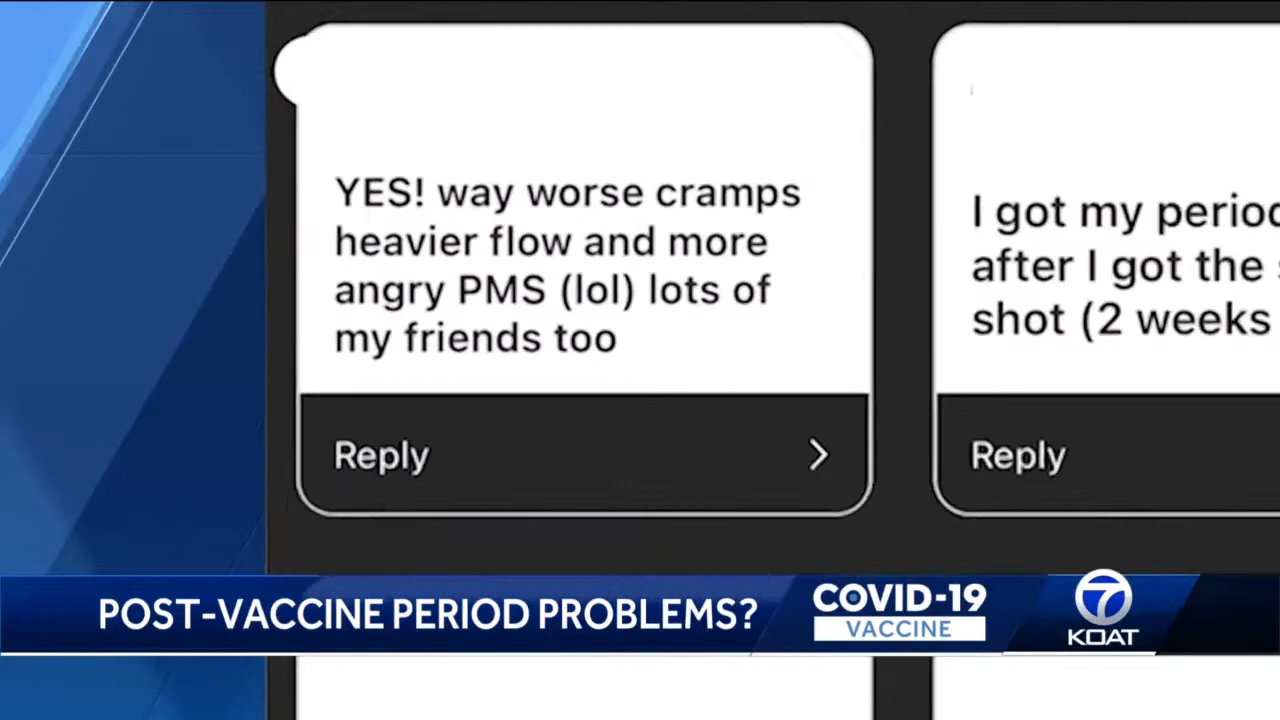 YES! way worse cramps
heavier flow and more
angry PMS (lol) lots of
my friends too
Reply
I got my period
after I got the
shot (2 weeks
Reply
POST-VACCINE PERIOD PROBLEMS?
COVID-19
VACCINE
7
KOAT